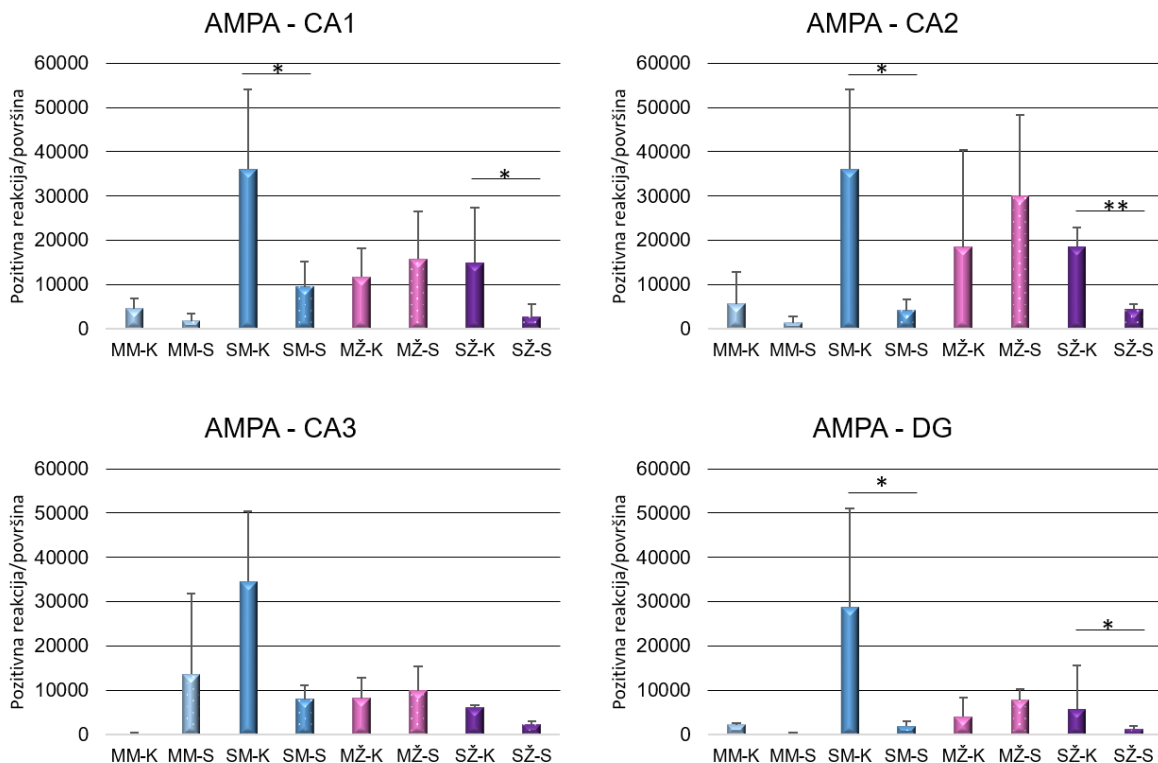 AMPA - CA1
Pozitivna reakcija/površina
60000
50000
40000
30000
20000
10000
0
*
*
MM-K MM-S SM-K SM-S MŽ-K MŽ-S SŽ-K SŽ-S
AMPA - CA2
Pozitivna reakcija/površina
60000
50000
40000
30000
20000
10000
0
*
**
MM-K MM-S SM-K SM-S MŽ-K MŽ-S SŽ-K SŽ-S
AMPA - CA3
Pozitivna reakcija/površina
60000
50000
40000
30000
20000
10000
0
MM-K MM-S SM-K SM-S MŽ-K MŽ-S SŽ-K SŽ-S
AMPA - DG
Pozitivna reakcija/površina
60000
50000
40000
30000
20000
10000
0
*
*
MM-K MM-S SM-K SM-S MŽ-K MŽ-S SŽ-K SŽ-S